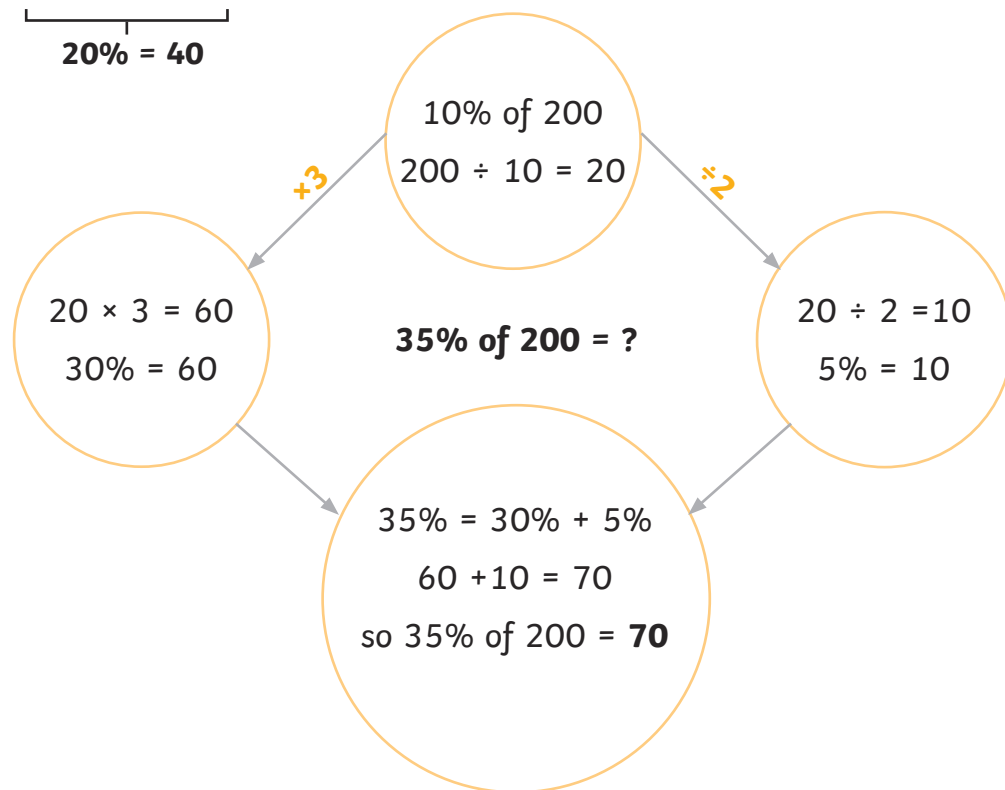 20% = 40
10% of 200
200 ÷ 10 = 20
×3
÷2
20 × 3 = 60
30% = 60
35% of 200 = ?
20 ÷ 2 =10
5% = 10
35% = 30% + 5%
60 +10 = 70
so 35% of 200 = 70